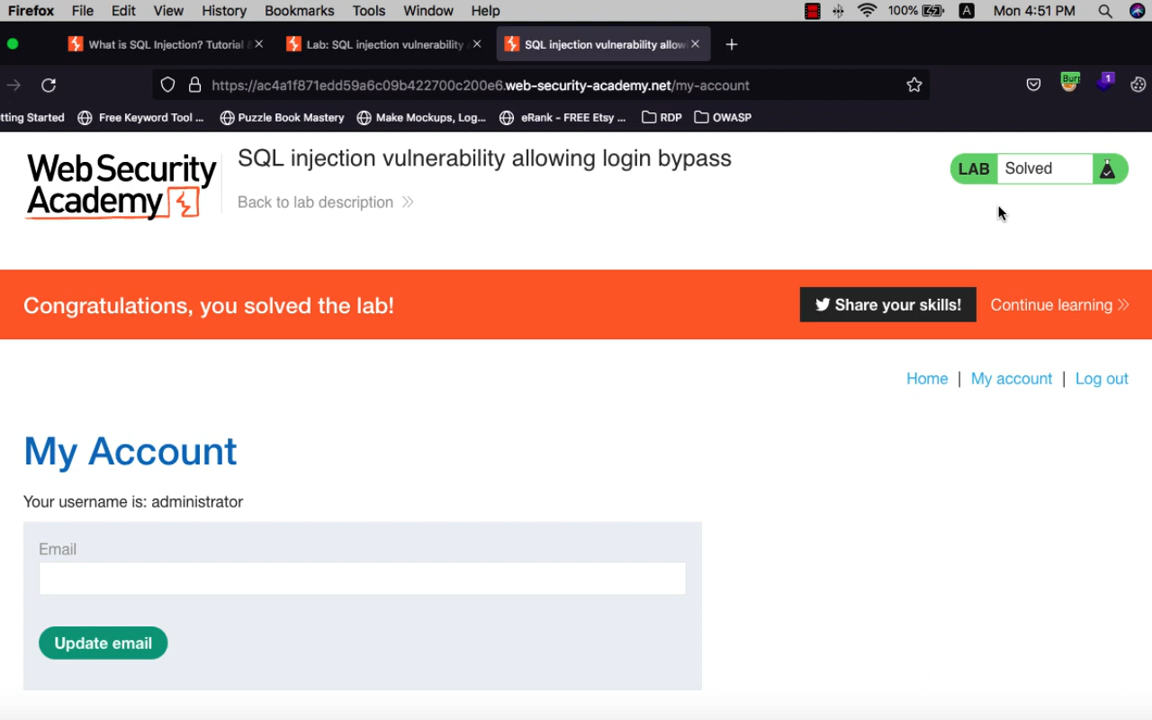 Firefox File Edit View History Bookmarks Tools Window Help 100% A Mon 4:51 PM
What is SQL Injection? Tutorial & Lab: SQL injection vulnerability SQL injection vulnerability allow
https://ac4a1f871edd59a6c09b422700c200e6.web-security-academy.net/my-account Burp 1
tting Started Free Keyword Tool ... Puzzle Book Mastery Make Mockups, Log... eRank - FREE Etsy ... RDP OWASP
Web Security
Academy
SQL injection vulnerability allowing login bypass
Back to lab description
LAB Solved
Congratulations, you solved the lab! Share your skills! Continue learning
Home | My account | Log out
My Account
Your username is: administrator
Email
Update email